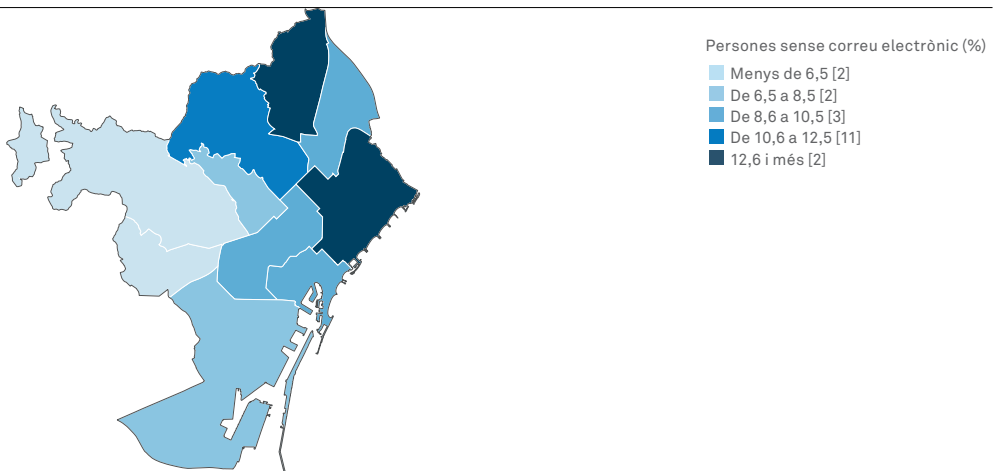 Persones sense correu electrònic (%)
Menys de 6,5 [2]
De 6,5 a 8,5 [2]
De 8,6 a 10,5 [3]
De 10,6 a 12,5 [11]
12,6 i més [2]